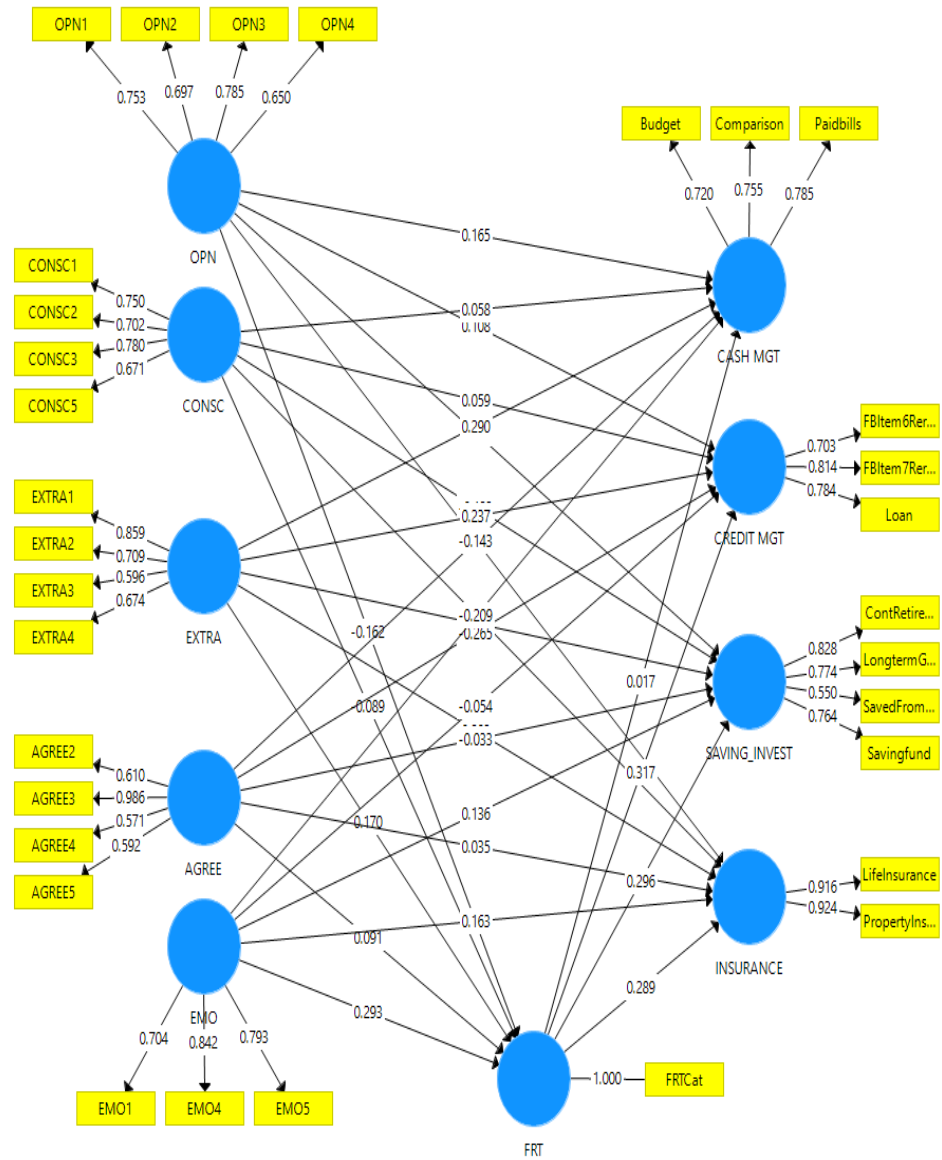 OPN1
OPN2
OPN3
OPN4
0.753
0.697
0.785
0.650
OPN
Budget
Comparison
Paidbills
0.720
0.755
0.785
CASH MGT
CONSC1
CONSC2
CONSC3
CONSC5
0.750
0.702
0.780
0.671
CONSC
0.165
0.058
0.108
0.059
0.290
FBItem6Rer...
FBItem7Rer...
Loan
0.703
0.814
0.784
CREDIT MGT
EXTRA1
EXTRA2
EXTRA3
EXTRA4
0.859
0.709
0.596
0.674
EXTRA
0.237
-0.143
-0.209
-0.265
-0.162
-0.089
-0.054
-0.033
0.017
0.317
ContRetire...
LongtermG...
SavedFrom...
Savingfund
0.828
0.774
0.550
0.764
SAVING_INVEST
AGREE2
AGREE3
AGREE4
AGREE5
0.610
0.986
0.571
0.592
AGREE
0.170
0.136
0.035
0.296
0.163
0.091
0.289
0.293
LifeInsurance
PropertyIns...
0.916
0.924
INSURANCE
EMO
0.704
0.842
0.793
EMO1
EMO4
EMO5
1.000
FRTCat
FRT